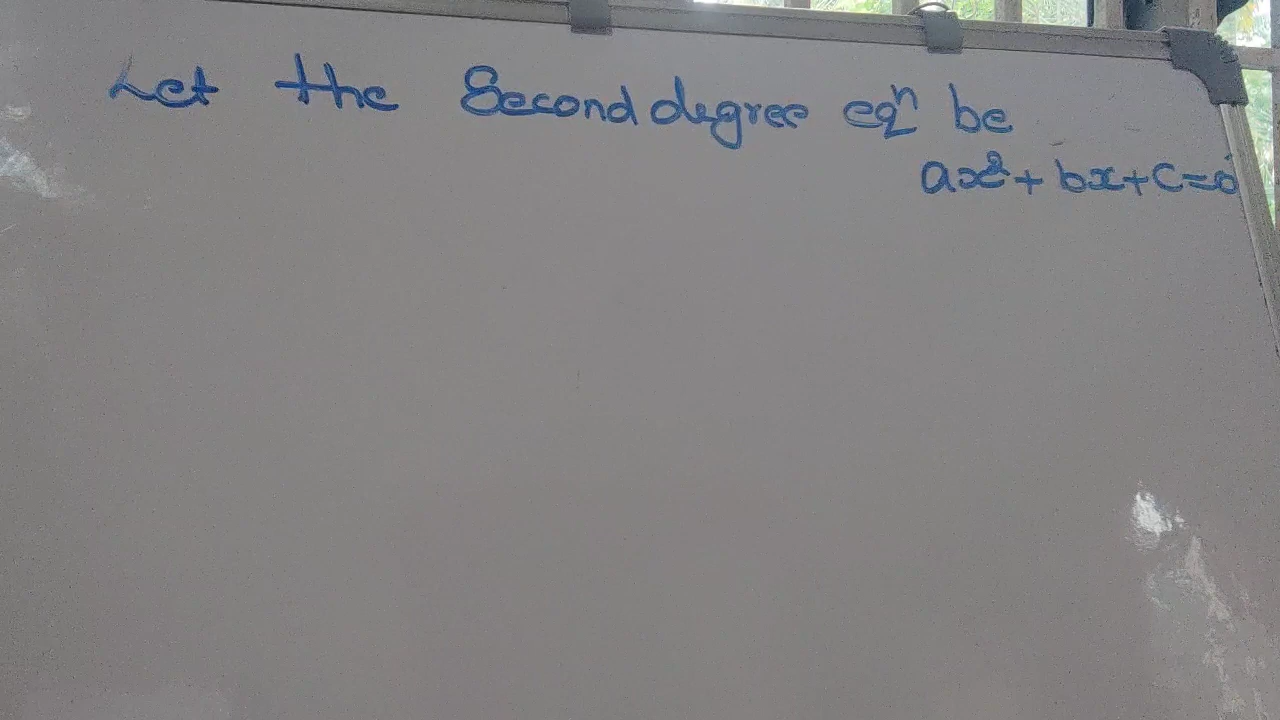 Let the Second degree eqⁿ be
ax² + bx + c = 0